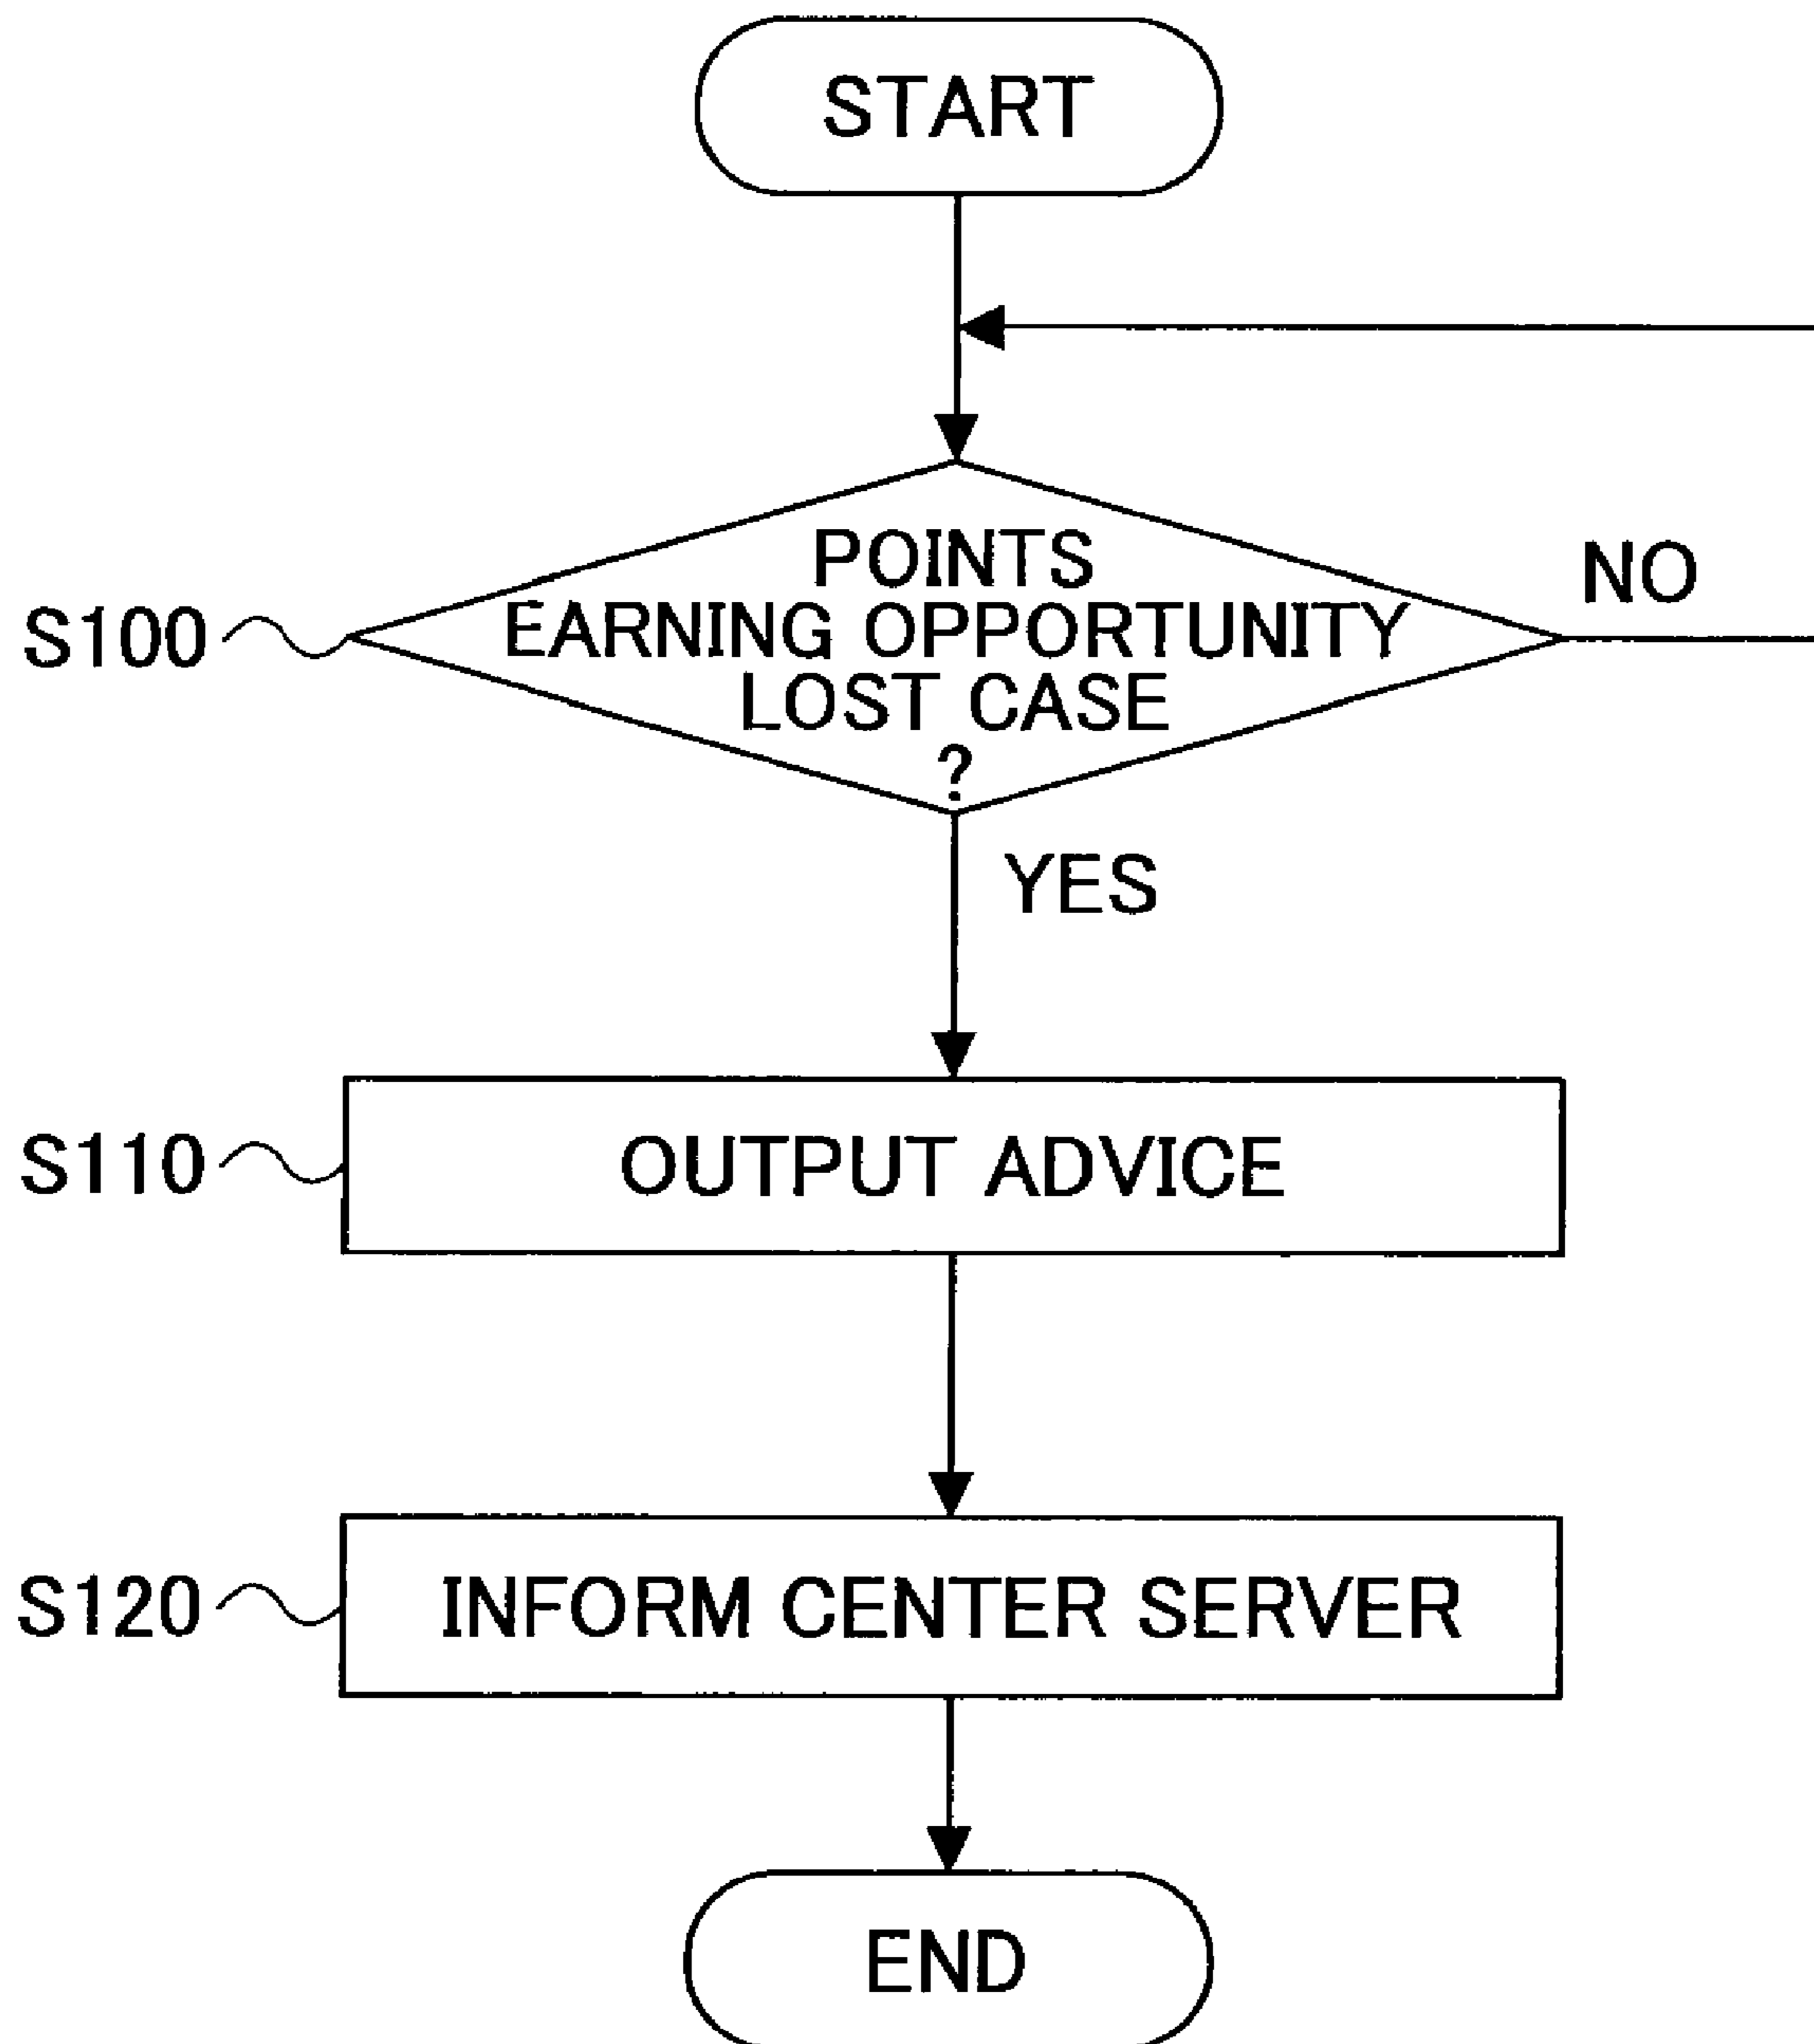 START
POINTS
EARNING OPPORTUNITY
LOST CASE
?
NO
S100
YES
S110
OUTPUT ADVICE
S120
INFORM CENTER SERVER
END